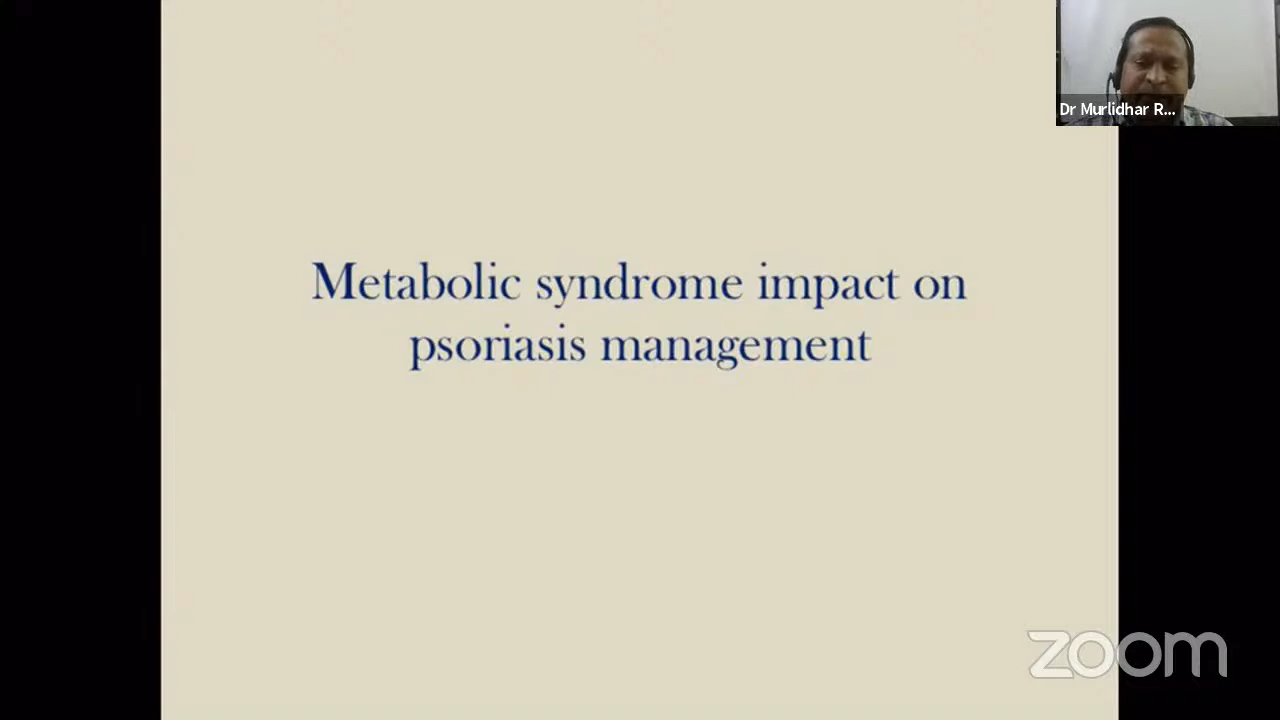 Dr Murlidhar R...
Metabolic syndrome impact on
psoriasis management
zoom